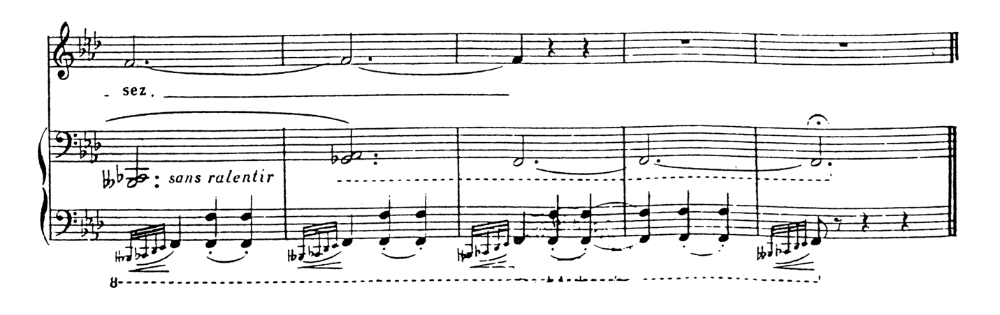 - sez.
sans ralentir
8